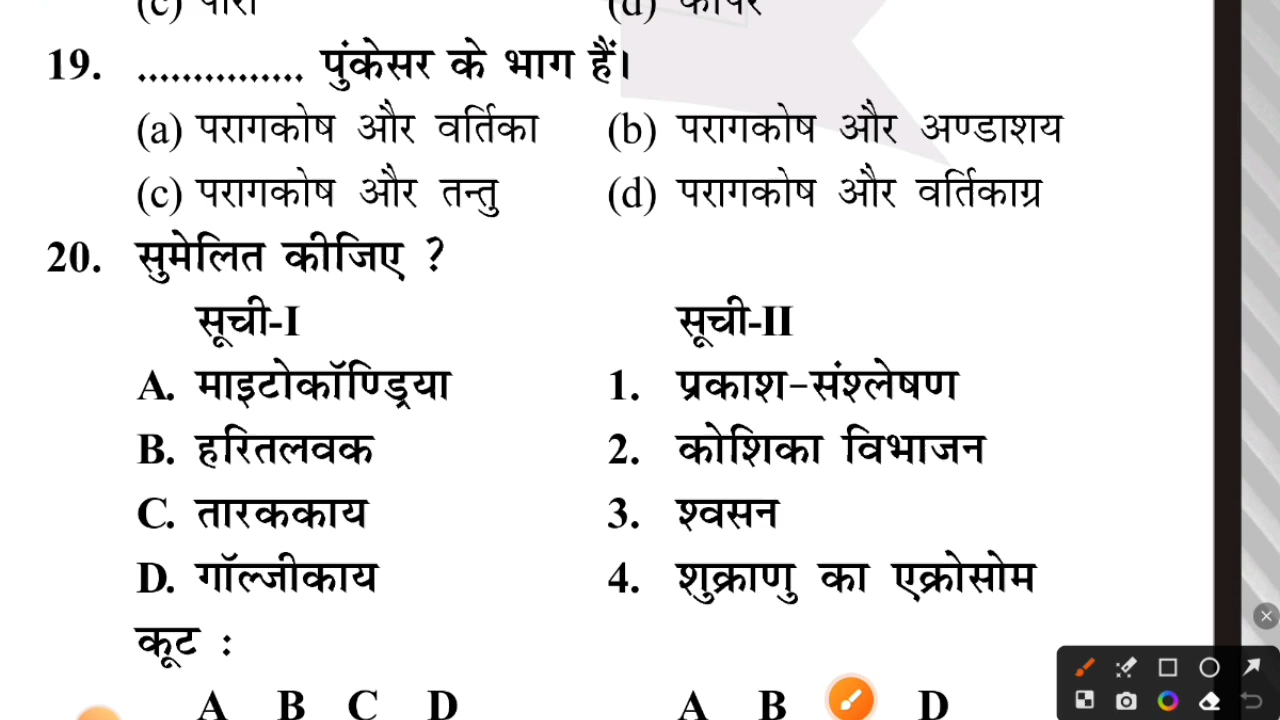 (c) पारा (d) कॉपर
19. ............... पुंकेसर के भाग हैं।
(a) परागकोष और वर्तिका (b) परागकोष और अण्डाशय
(c) परागकोष और तन्तु (d) परागकोष और वर्तिकाग्र
20. सुमेलित कीजिए ?
सूची-I सूची-II
A. माइटोकॉण्ड्रिया 1. प्रकाश-संश्लेषण
B. हरितलवक 2. कोशिका विभाजन
C. तारककाय 3. श्वसन
D. गॉल्जीकाय 4. शुक्राणु का एक्रोसोम
कूट :
A B C D A B D